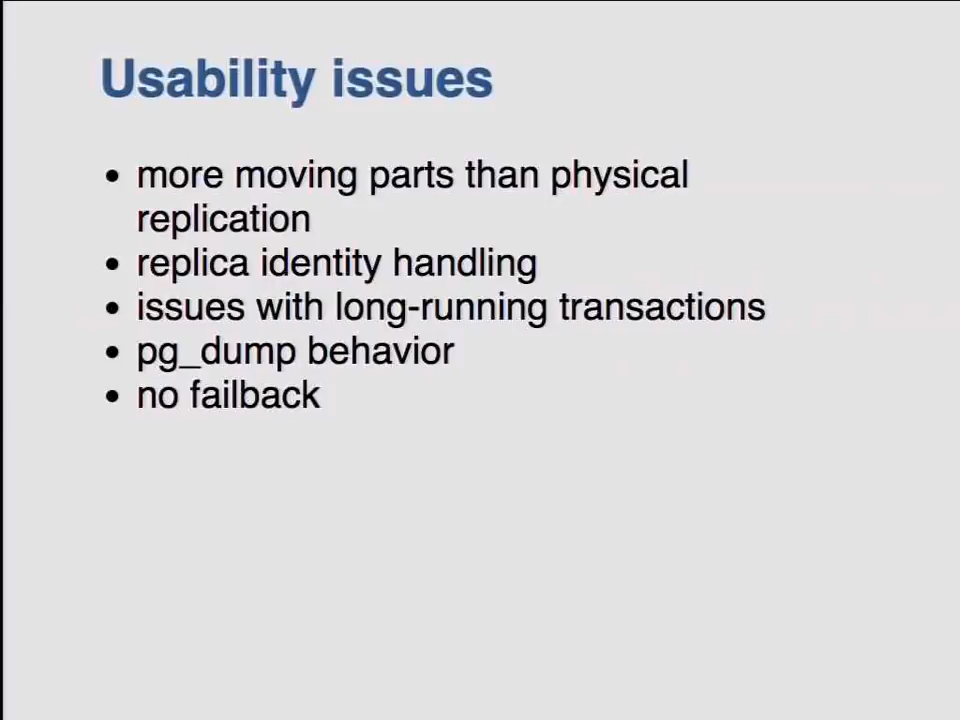 Usability issues
• more moving parts than physical
replication
• replica identity handling
• issues with long-running transactions
• pg_dump behavior
• no failback